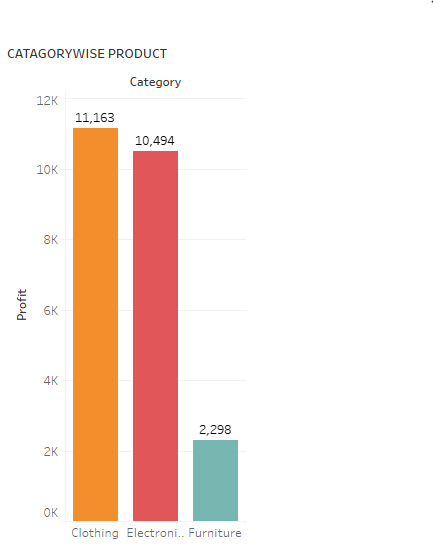 CATAGORYWISE PRODUCT
Category
12K
11,163
10,494
10K
8K
6K
Profit
4K
2,298
2K
0K
Clothing Electroni.. Furniture